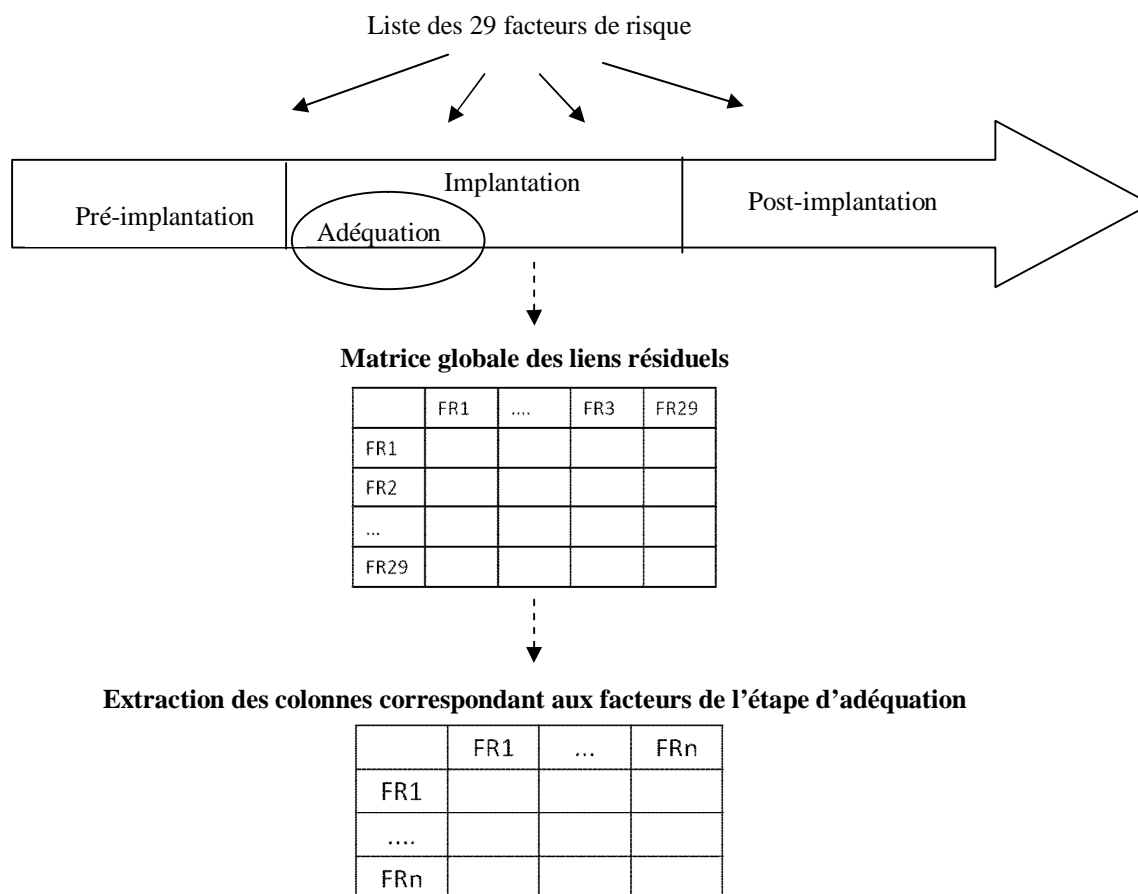 Liste des 29 facteurs de risque
Implantation
Pré-implantation
Post-implantation
Adéquation
Matrice globale des liens résiduels
FR1 .... FR3 FR29
FR1
FR2
...
FR29
Extraction des colonnes correspondant aux facteurs de l’étape d’adéquation
FR1 ... FRn
FR1
....
FRn